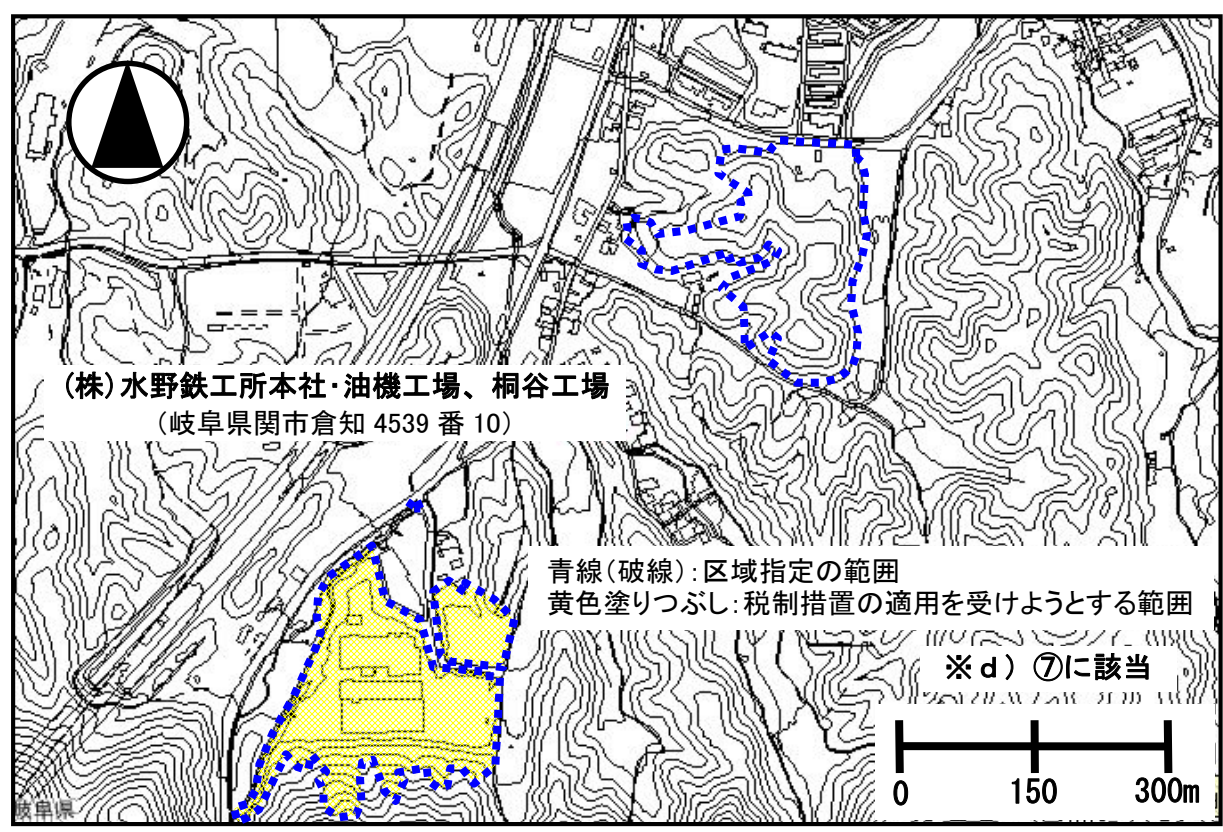 (株)水野鉄工所本社・油機工場、桐谷工場
(岐阜県関市倉知 4539 番 10)
青線(破線):区域指定の範囲
黄色塗りつぶし:税制措置の適用を受けようとする範囲
※d) ⑦に該当
0 150 300m
岐阜県